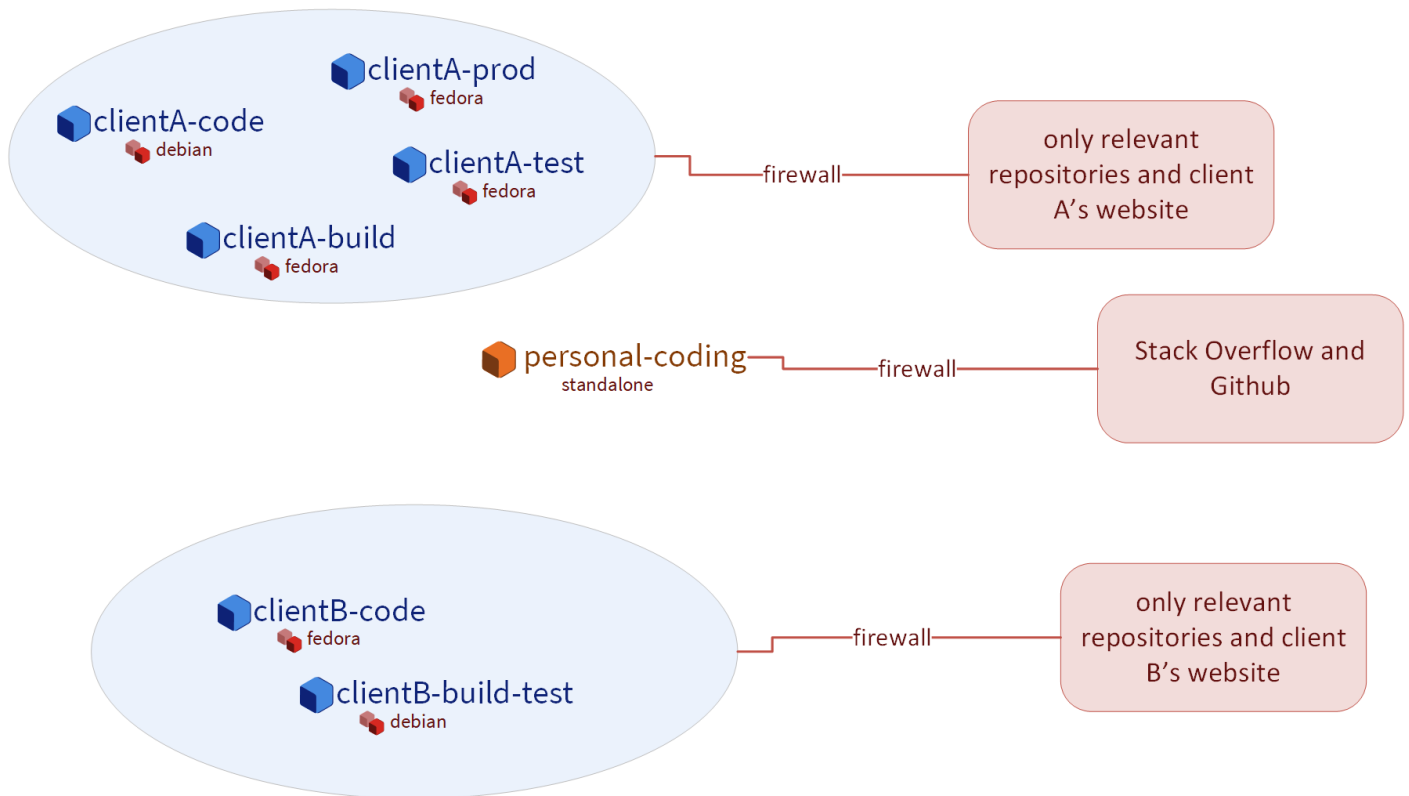 clientA-prod
fedora
clientA-code
debian
clientA-test
fedora
clientA-build
fedora
firewall
only relevant
repositories and client
A’s website
personal-coding
standalone
firewall
Stack Overflow and
Github
clientB-code
fedora
clientB-build-test
debian
firewall
only relevant
repositories and client
B’s website